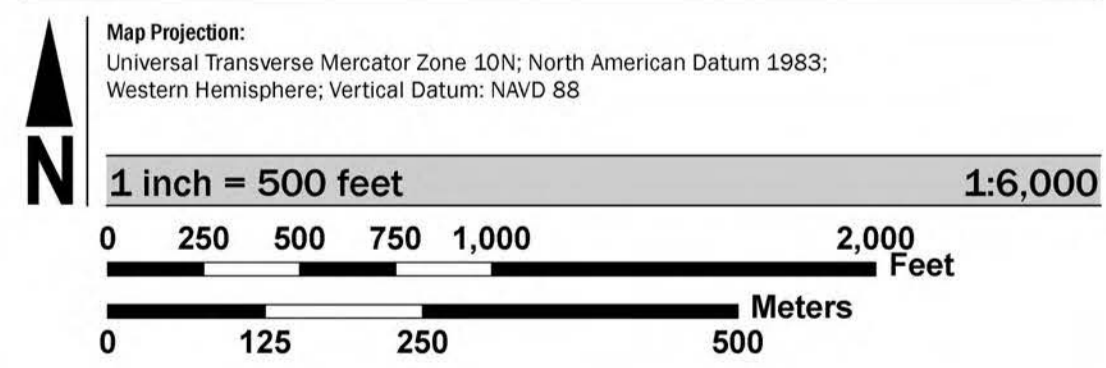 Map Projection:
Universal Transverse Mercator Zone 10N; North American Datum 1983;
Western Hemisphere; Vertical Datum: NAVD 88
N
1 inch = 500 feet 1:6,000
0 250 500 750 1,000 2,000
Feet
Meters
0 125 250 500